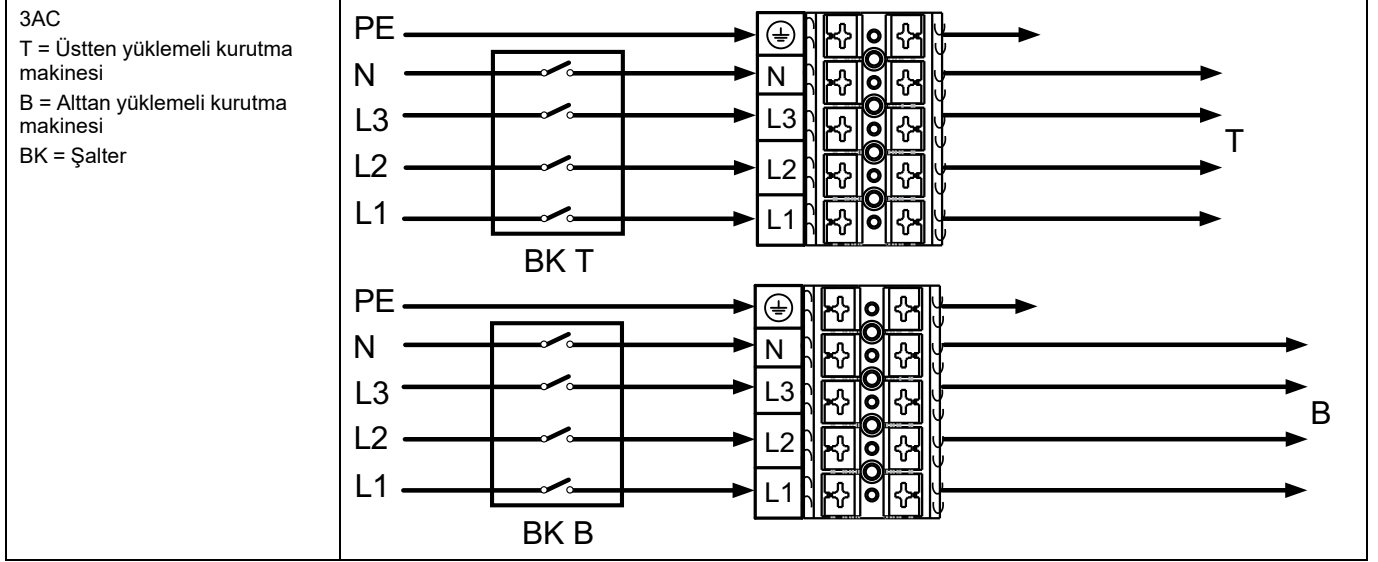 3AC
T = Üstten yüklemeli kurutma
makinesi
B = Alttan yüklemeli kurutma
makinesi
BK = Şalter
PE
N
N
L3
L3
T
L2
L2
L1
L1
BK T
PE
N
N
L3
L3
B
L2
L2
L1
L1
BK B